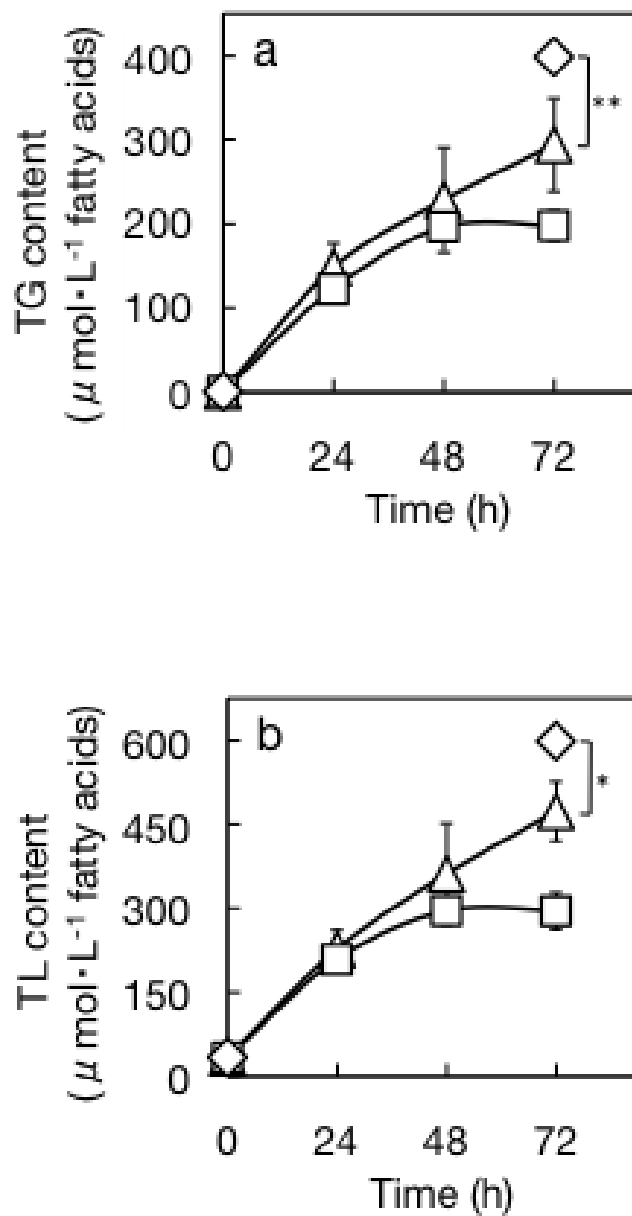 a
400
300
200
100
0
**
TG content
(μ mol・L⁻¹ fatty acids)
0 24 48 72
Time (h)
b
600
450
300
150
0
*
TL content
(μ mol・L⁻¹ fatty acids)
0 24 48 72
Time (h)